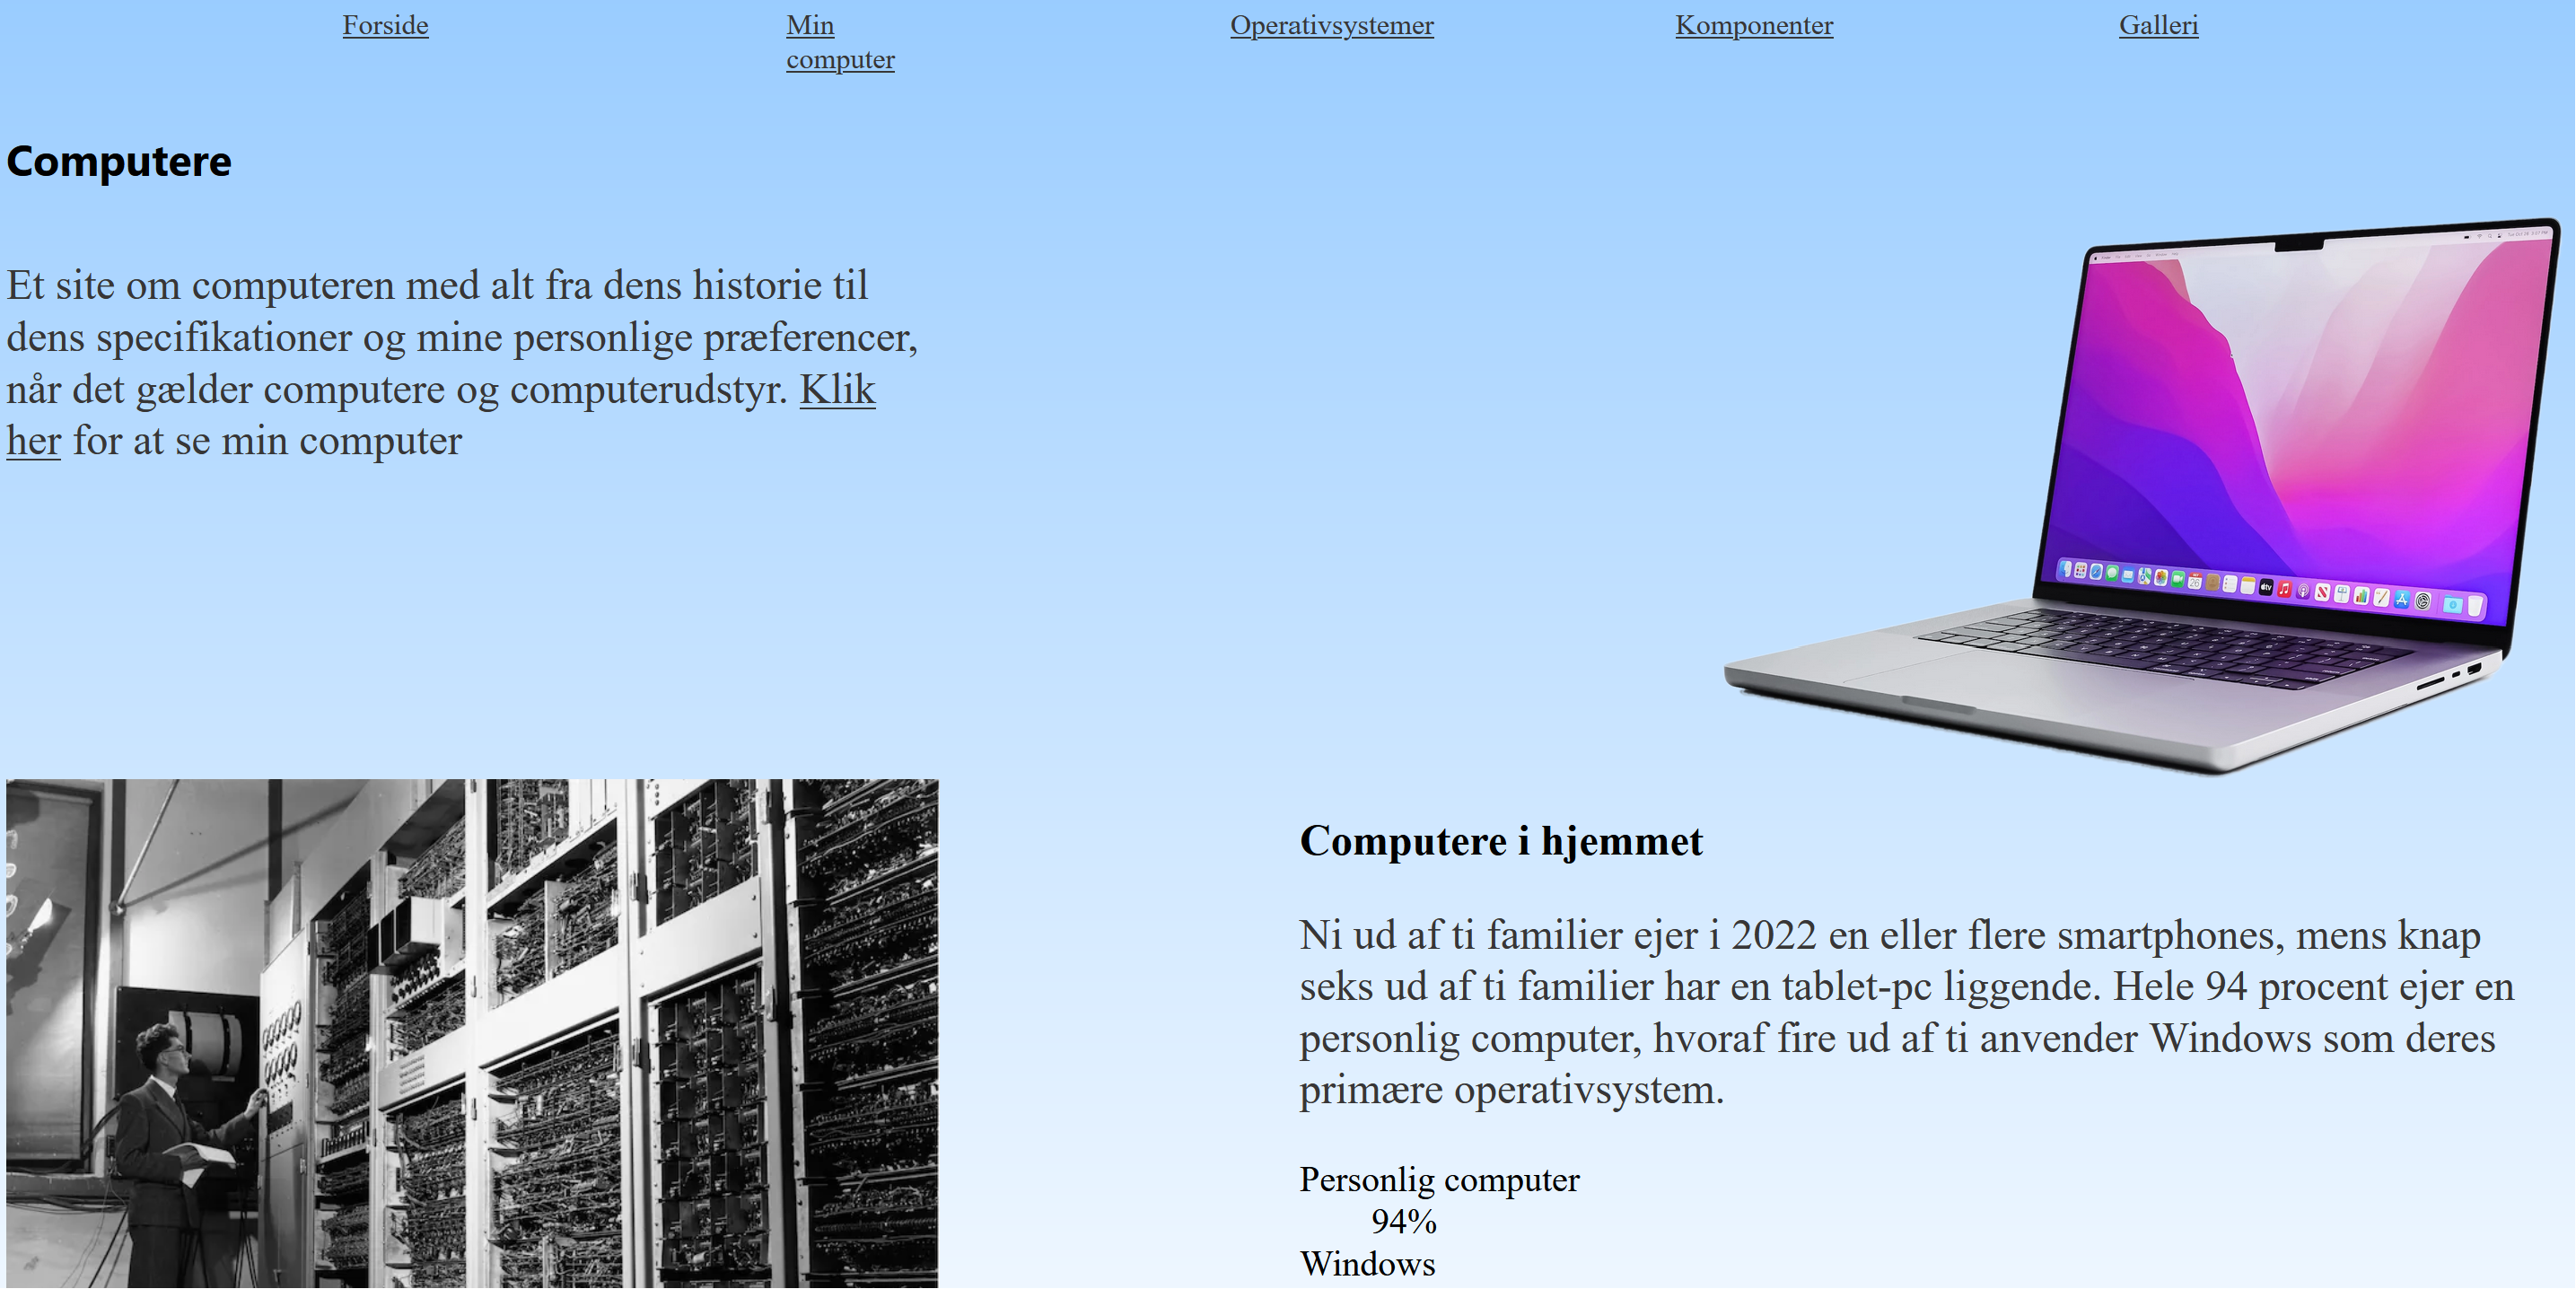 Forside
Min
computer
Operativsystemer
Komponenter
Galleri
Computere
Et site om computeren med alt fra dens historie til
dens specifikationer og mine personlige præferencer,
når det gælder computere og computerudstyr. Klik
her for at se min computer
Computere i hjemmet
Ni ud af ti familier ejer i 2022 en eller flere smartphones, mens knap
seks ud af ti familier har en tablet-pc liggende. Hele 94 procent ejer en
personlig computer, hvoraf fire ud af ti anvender Windows som deres
primære operativsystem.
Personlig computer
94%
Windows